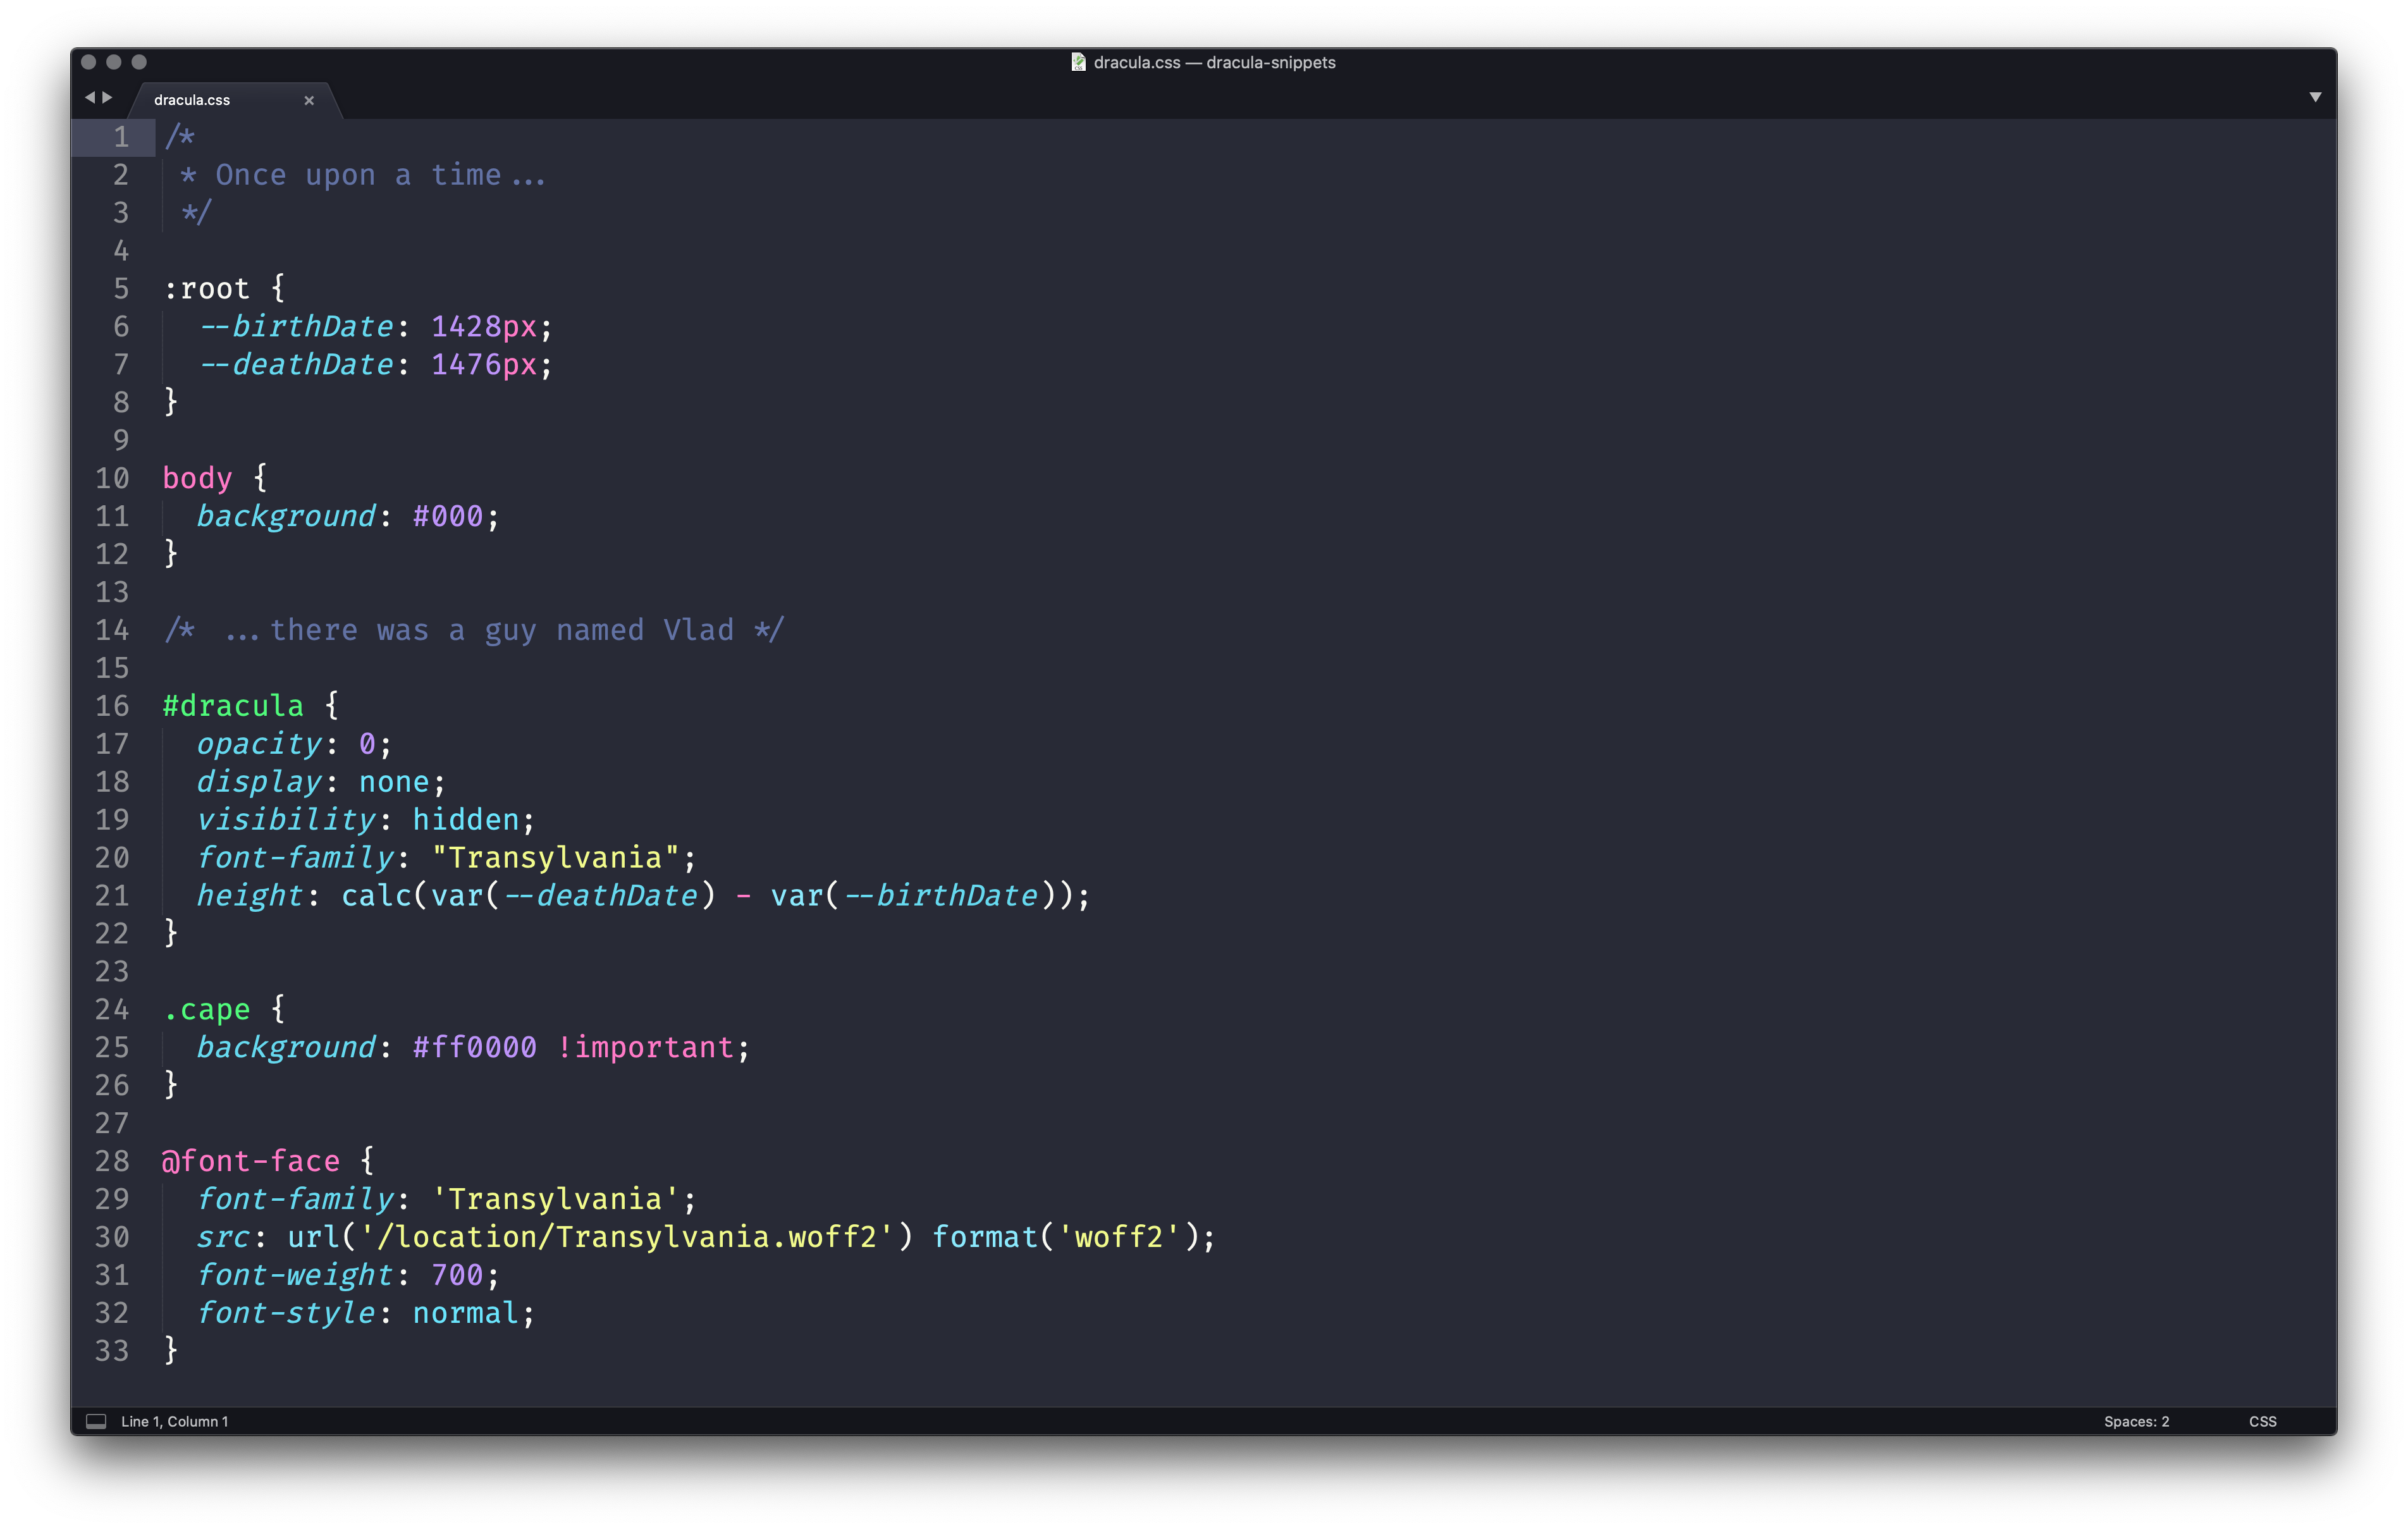 dracula.css — dracula-snippets
dracula.css
1 /*
2  * Once upon a time...
3  */
4
5 :root {
6   --birthDate: 1428px;
7   --deathDate: 1476px;
8 }
9
10 body {
11   background: #000;
12 }
13
14 /* ...there was a guy named Vlad */
15
16 #dracula {
17   opacity: 0;
18   display: none;
19   visibility: hidden;
20   font-family: "Transylvania";
21   height: calc(var(--deathDate) - var(--birthDate));
22 }
23
24 .cape {
25   background: #ff0000 !important;
26 }
27
28 @font-face {
29   font-family: 'Transylvania';
30   src: url('/location/Transylvania.woff2') format('woff2');
31   font-weight: 700;
32   font-style: normal;
33 }
Line 1, Column 1 Spaces: 2 CSS